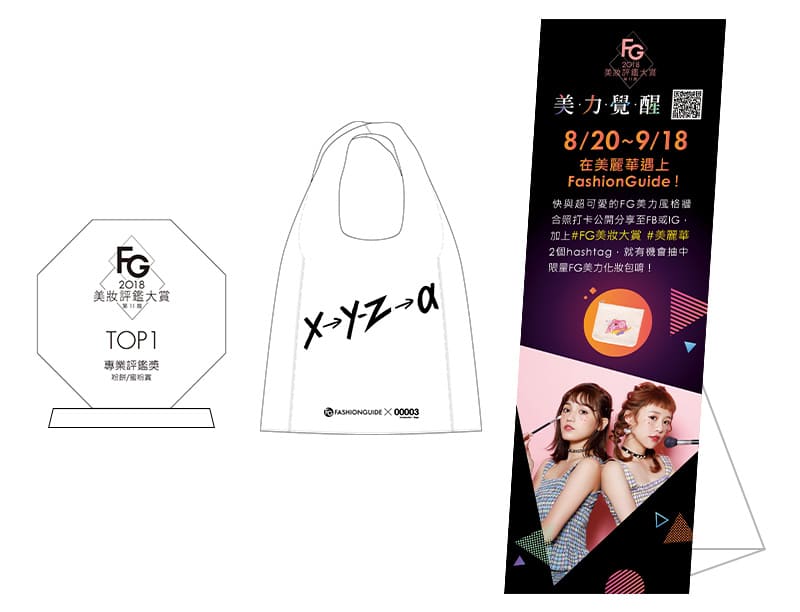 FG
2018
美妝評鑑大賞
第11屆
TOP1
專業評鑑獎
粉餅/蜜粉賞
X→Y-Z→α
FG FASHIONGUIDE × 00003
FG
2018
美妝評鑑大賞
第11屆
美·力·覺·醒
8/20~9/18
在美麗華遇上
FashionGuide！
快與超可愛的FG美力風格牆
合照打卡公開分享至FB或IG，
加上#FG美妝大賞 #美麗華
2個hashtag，就有機會抽中
限量FG美力化妝包唷！